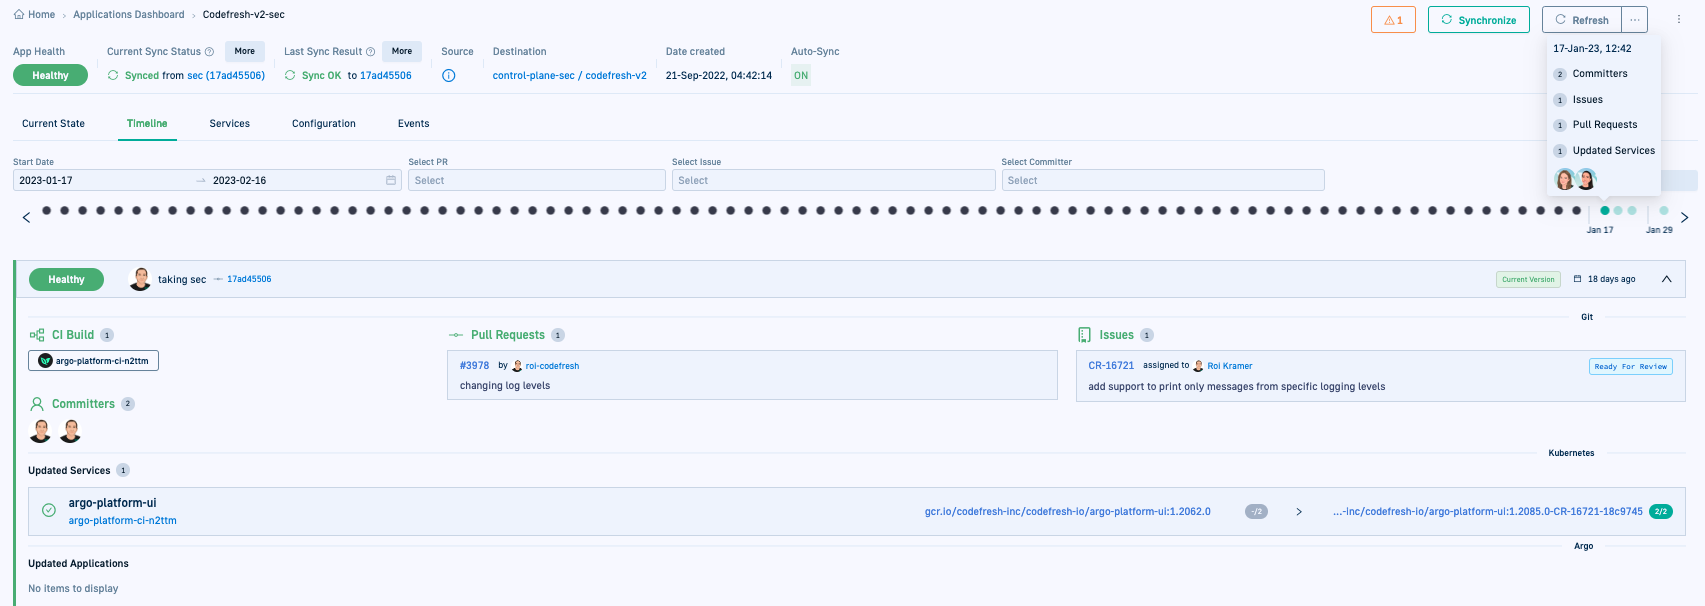 Home > Applications Dashboard > Codefresh-v2-sec
1 Synchronize Refresh ...
App Health Current Sync Status More Last Sync Result More Source Destination Date created Auto-Sync
Healthy Synced from sec (17ad45506) Sync OK to 17ad45506 control-plane-sec / codefresh-v2 21-Sep-2022, 04:42:14 ON
17-Jan-23, 12:42
2 Committers
1 Issues
1 Pull Requests
1 Updated Services
Current State Timeline Services Configuration Events
Start Date Select PR Select Issue Select Committer
2023-01-17 → 2023-02-16 Select Select Select
Jan 17 Jan 29
Healthy taking sec 17ad45506 Current Version 18 days ago
Git
CI Build 1 Pull Requests 1 Issues 1
argo-platform-ci-n2ttm
#3978 by roi-codefresh
changing log levels
CR-16721 assigned to Roi Kramer Ready For Review
add support to print only messages from specific logging levels
Committers 2
Kubernetes
Updated Services 1
argo-platform-ui
argo-platform-ci-n2ttm
gcr.io/codefresh-inc/codefresh-io/argo-platform-ui:1.2062.0 -/2 > ...-inc/codefresh-io/argo-platform-ui:1.2085.0-CR-16721-18c9745 2/2
Argo
Updated Applications
No items to display